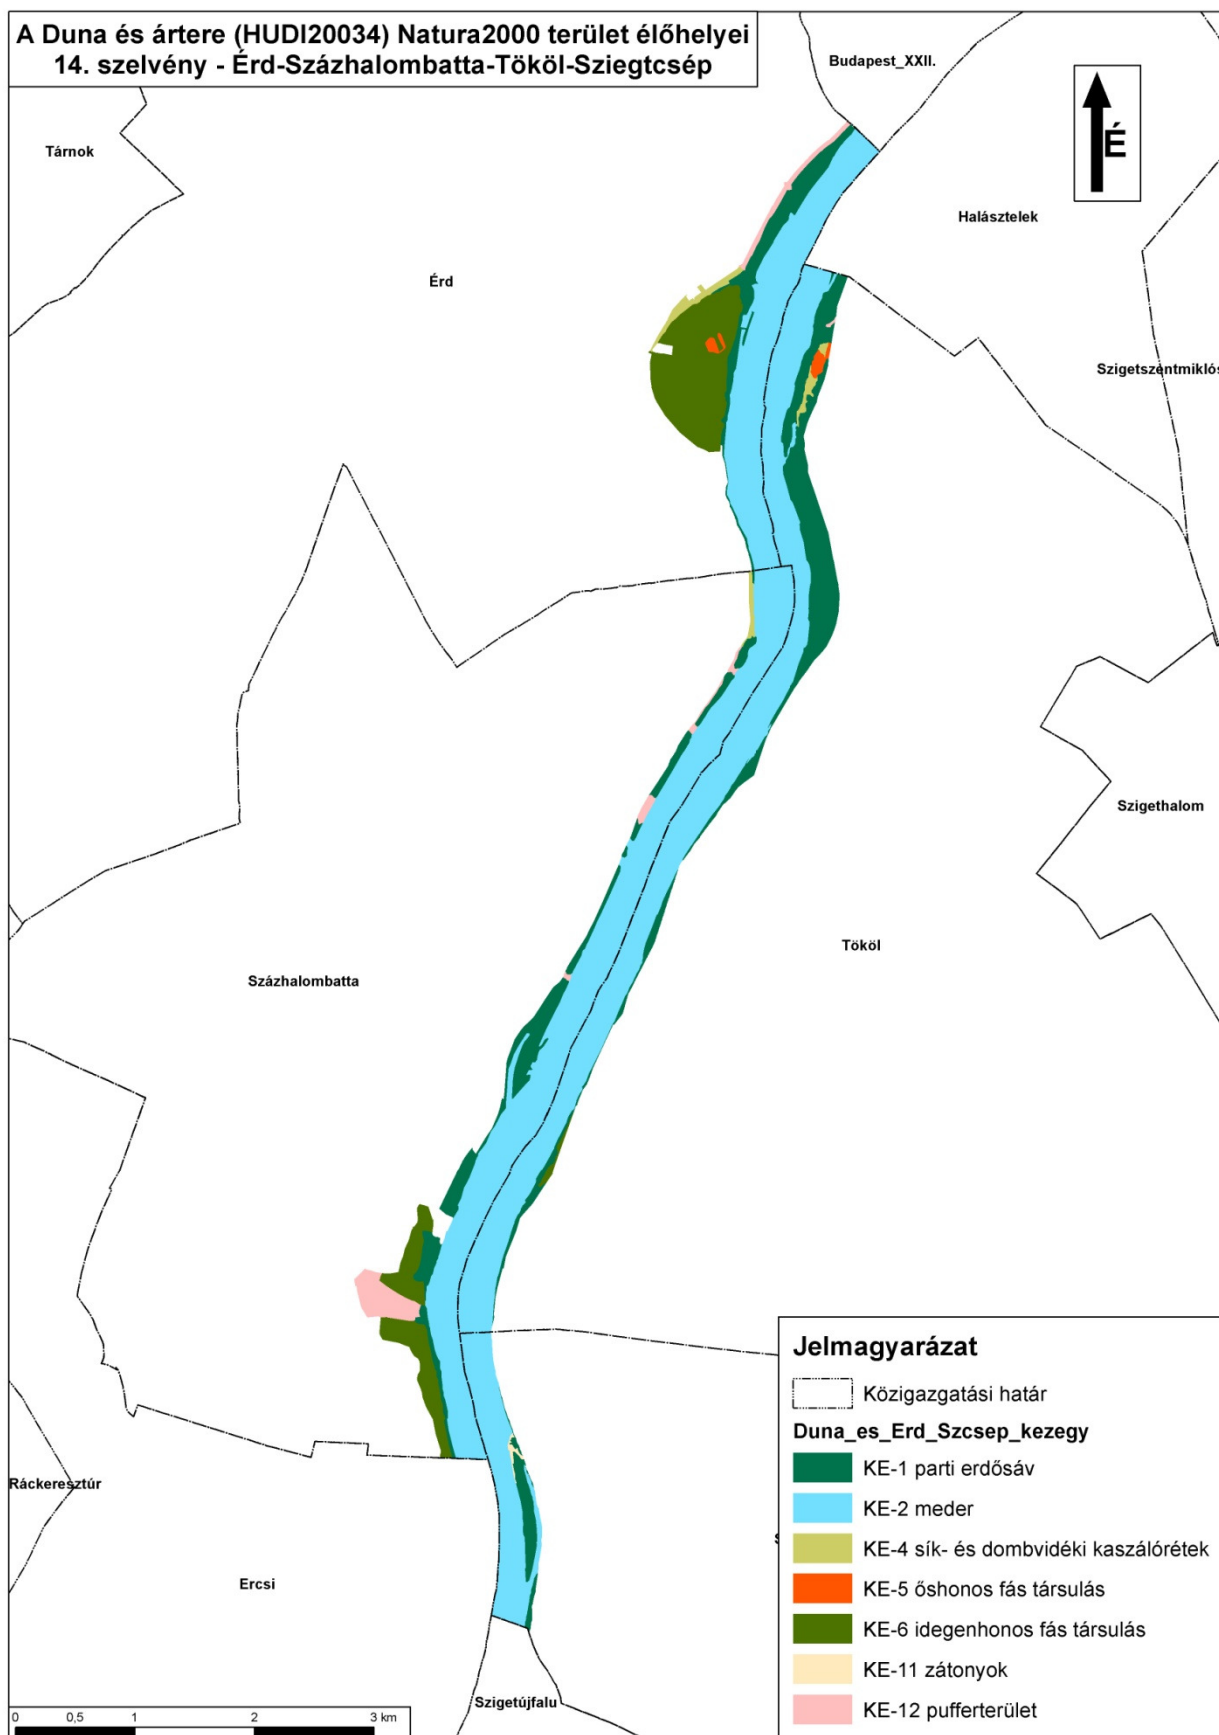 A Duna és ártere (HUDI20034) Natura2000 terület élőhelyei
14. szelvény - Érd-Százhalombatta-Tököl-Sziegtcsép
Budapest_XXII.
É
Tárnok
Halásztelek
Érd
Szigetszentmiklós
Szigethalom
Tököl
Százhalombatta
Ráckeresztúr
Ercsi
Szigetújfalu
Jelmagyarázat
Közigazgatási határ
Duna_es_Erd_Szcsep_kezegy
KE-1 parti erdősáv
KE-2 meder
KE-4 sík- és dombvidéki kaszálórétek
KE-5 őshonos fás társulás
KE-6 idegenhonos fás társulás
KE-11 zátonyok
KE-12 pufferterület
0 0,5 1 2 3 km